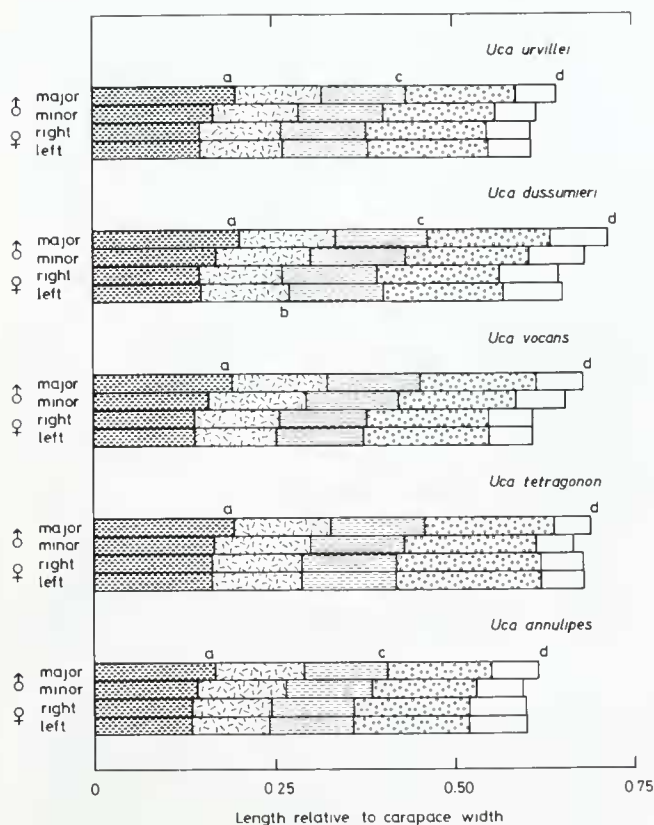 Uca urvillei
a c d
♂ major
minor
♀ right
left
Uca dussumieri
a c d
♂ major
minor
♀ right
left
b
Uca vocans
a
♂ major
minor
♀ right
left
Uca tetragonon
a d
♂ major
minor
♀ right
left
Uca annulipes
a c d
♂ major
minor
♀ right
left
0 0.25 0.50 0.75
Length relative to carapace width